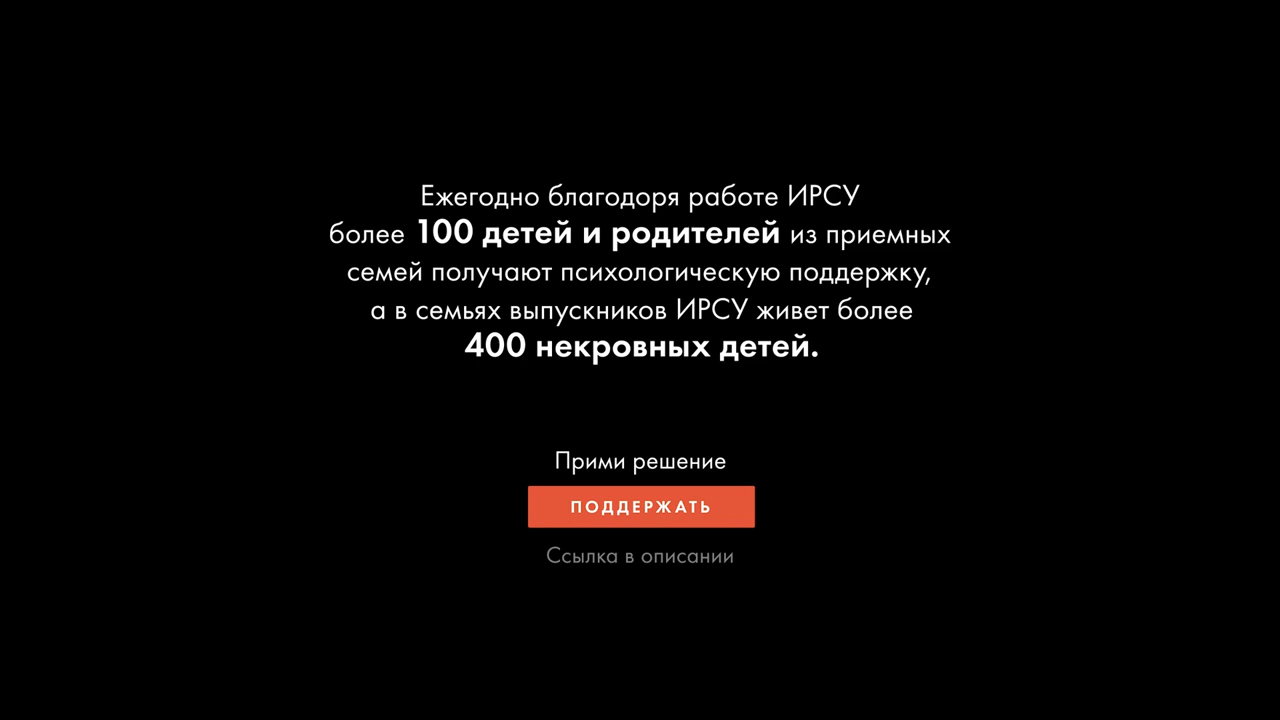 Ежегодно благодоря работе ИРСУ
более 100 детей и родителей из приемных
семей получают психологическую поддержку,
а в семьях выпускников ИРСУ живет более
400 некровных детей.
Прими решение
ПОДДЕРЖАТЬ
Ссылка в описании